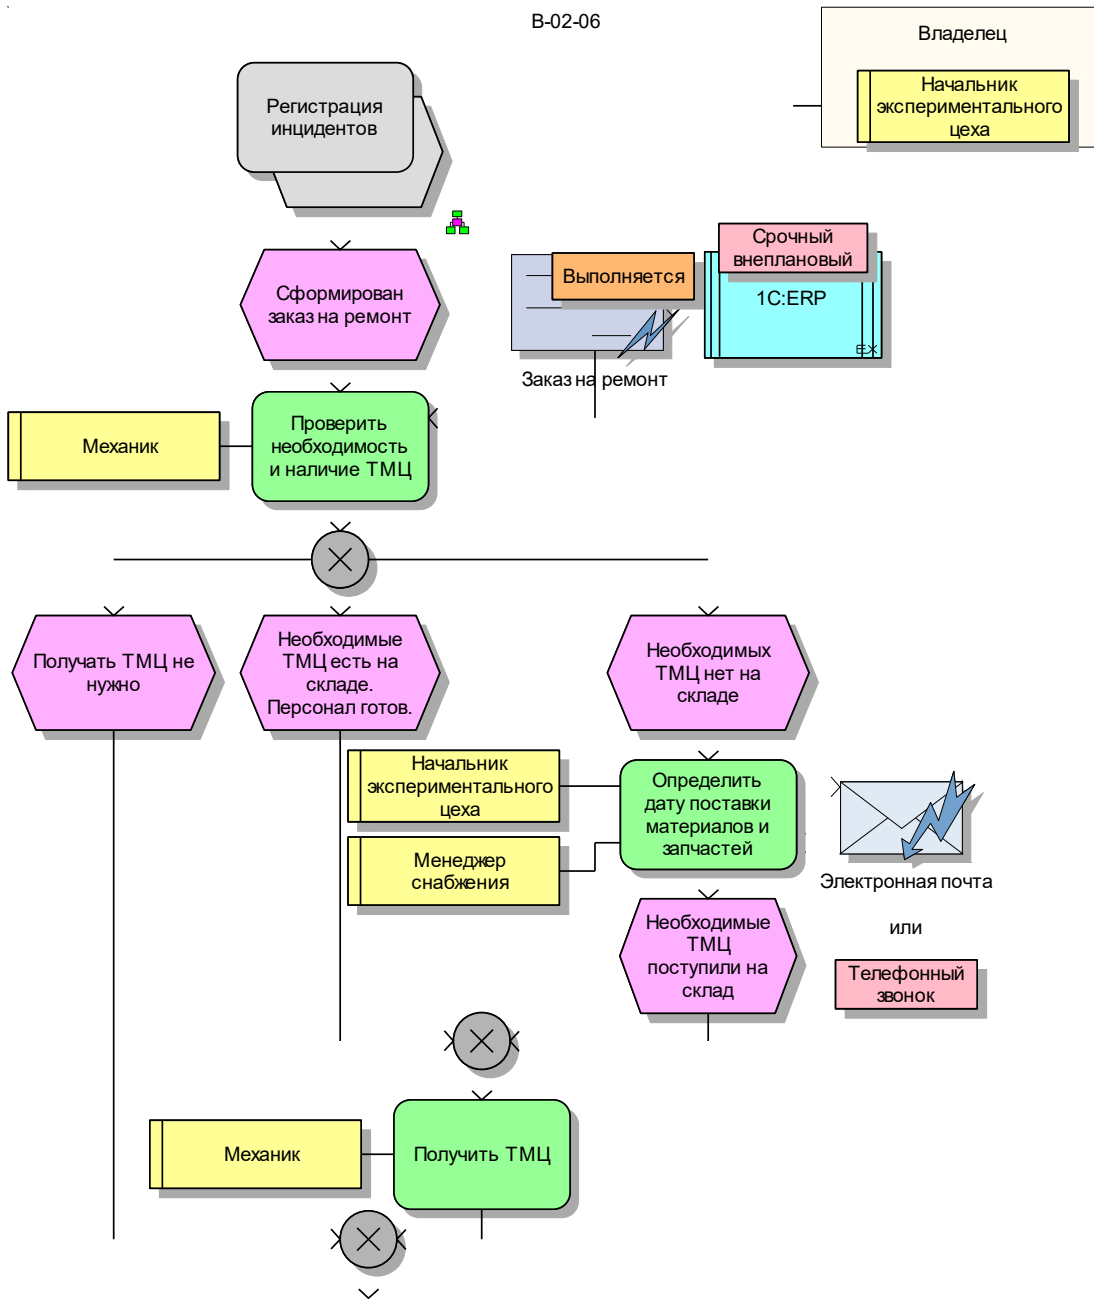 В-02-06
Владелец
Начальник
экспериментального
цеха
Регистрация
инцидентов
Срочный
внеплановый
Выполняется
1С:ERP
EX
Сформирован
заказ на ремонт
Заказ на ремонт
Механик
Проверить
необходимость
и наличие ТМЦ
Получать ТМЦ не
нужно
Необходимые
ТМЦ есть на
складе.
Персонал готов.
Необходимых
ТМЦ нет на
складе
Начальник
экспериментального
цеха
Менеджер
снабжения
Определить
дату поставки
материалов и
запчастей
Электронная почта
или
Телефонный
звонок
Необходимые
ТМЦ
поступили на
склад
Механик
Получить ТМЦ